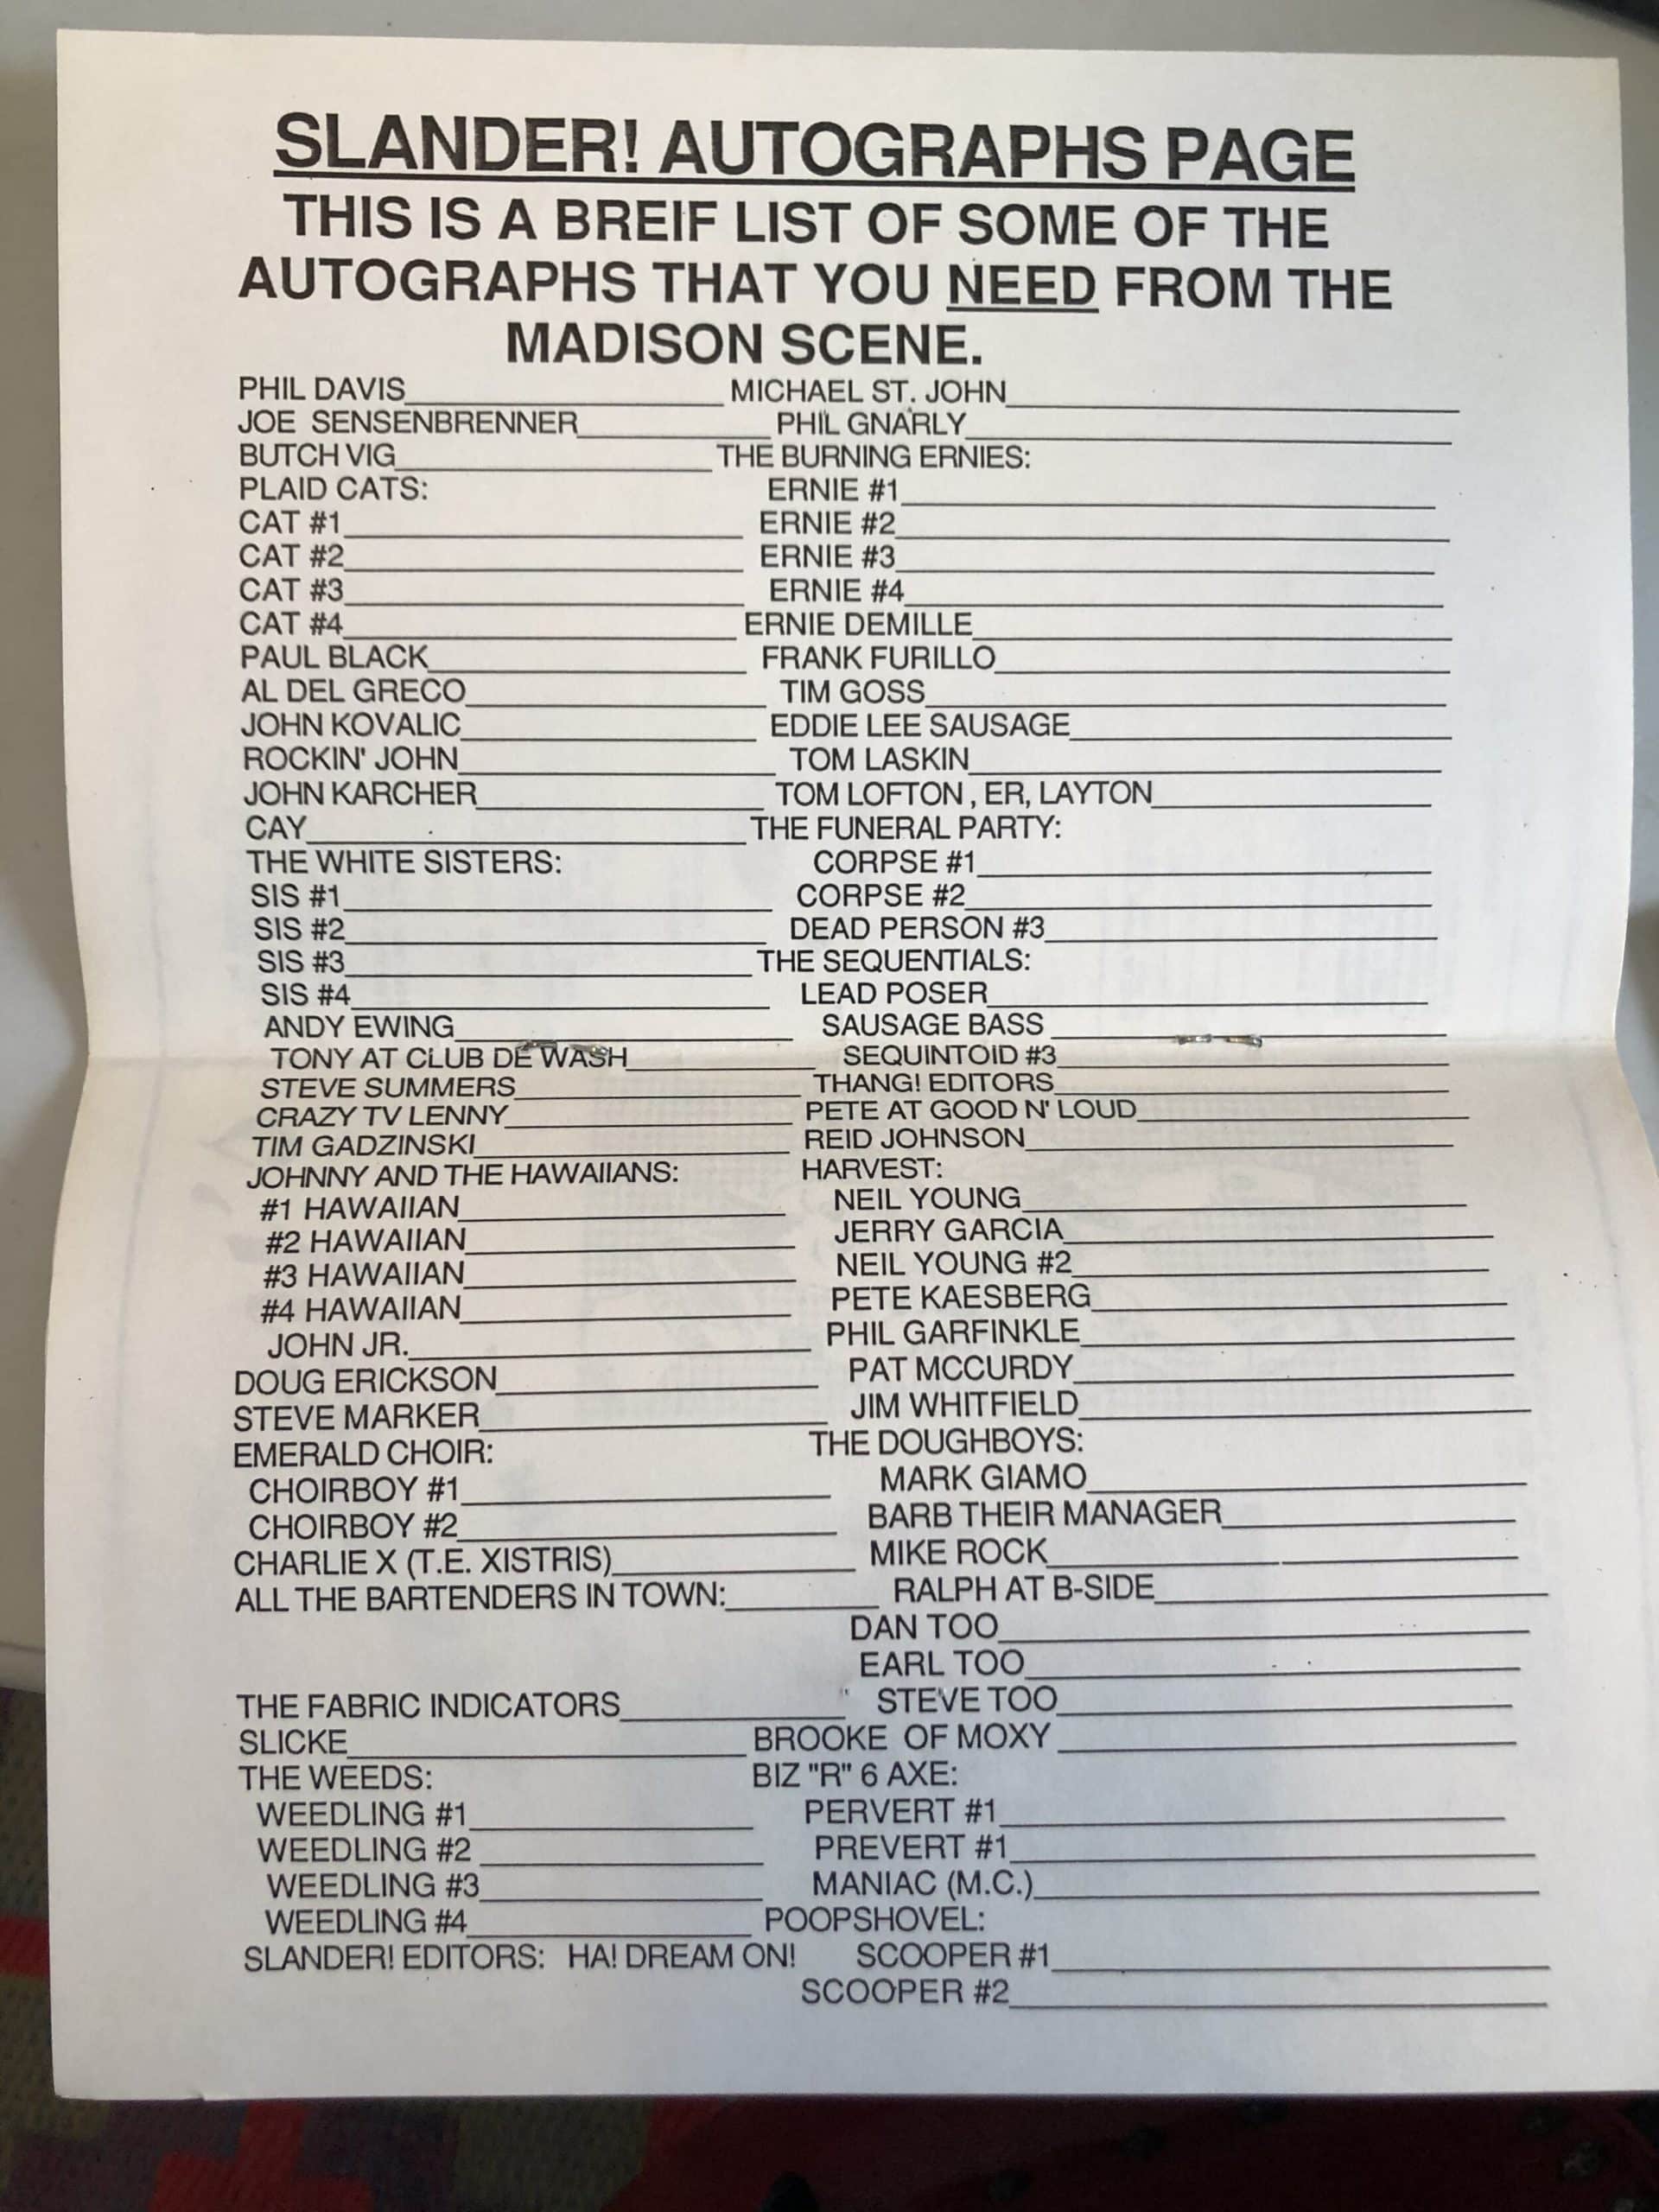 SLANDER! AUTOGRAPHS PAGE
THIS IS A BREIF LIST OF SOME OF THE
AUTOGRAPHS THAT YOU NEED FROM THE
MADISON SCENE.
PHIL DAVIS MICHAEL ST. JOHN
JOE SENSENBRENNER PHIL GNARLY
BUTCH VIG THE BURNING ERNIES:
PLAID CATS: ERNIE #1
CAT #1 ERNIE #2
CAT #2 ERNIE #3
CAT #3 ERNIE #4
CAT #4 ERNIE DEMILLE
PAUL BLACK FRANK FURILLO
AL DEL GRECO TIM GOSS
JOHN KOVALIC EDDIE LEE SAUSAGE
ROCKIN' JOHN TOM LASKIN
JOHN KARCHER TOM LOFTON , ER, LAYTON
CAY THE FUNERAL PARTY:
THE WHITE SISTERS: CORPSE #1
SIS #1 CORPSE #2
SIS #2 DEAD PERSON #3
SIS #3 THE SEQUENTIALS:
SIS #4 LEAD POSER
ANDY EWING SAUSAGE BASS
TONY AT CLUB DE WASH SEQUINTOID #3
STEVE SUMMERS THANG! EDITORS
CRAZY TV LENNY PETE AT GOOD N' LOUD
TIM GADZINSKI REID JOHNSON
JOHNNY AND THE HAWAIIANS: HARVEST:
#1 HAWAIIAN NEIL YOUNG
#2 HAWAIIAN JERRY GARCIA
#3 HAWAIIAN NEIL YOUNG #2
#4 HAWAIIAN PETE KAESBERG
JOHN JR. PHIL GARFINKLE
DOUG ERICKSON PAT MCCURDY
STEVE MARKER JIM WHITFIELD
EMERALD CHOIR: THE DOUGHBOYS:
CHOIRBOY #1 MARK GIAMO
CHOIRBOY #2 BARB THEIR MANAGER
CHARLIE X (T.E. XISTRIS) MIKE ROCK
ALL THE BARTENDERS IN TOWN: RALPH AT B-SIDE
DAN TOO
EARL TOO
THE FABRIC INDICATORS STEVE TOO
SLICKE BROOKE OF MOXY
THE WEEDS: BIZ "R" 6 AXE:
WEEDLING #1 PERVERT #1
WEEDLING #2 PREVERT #1
WEEDLING #3 MANIAC (M.C.)
WEEDLING #4 POOPSHOVEL:
SLANDER! EDITORS: HA! DREAM ON! SCOOPER #1
SCOOPER #2